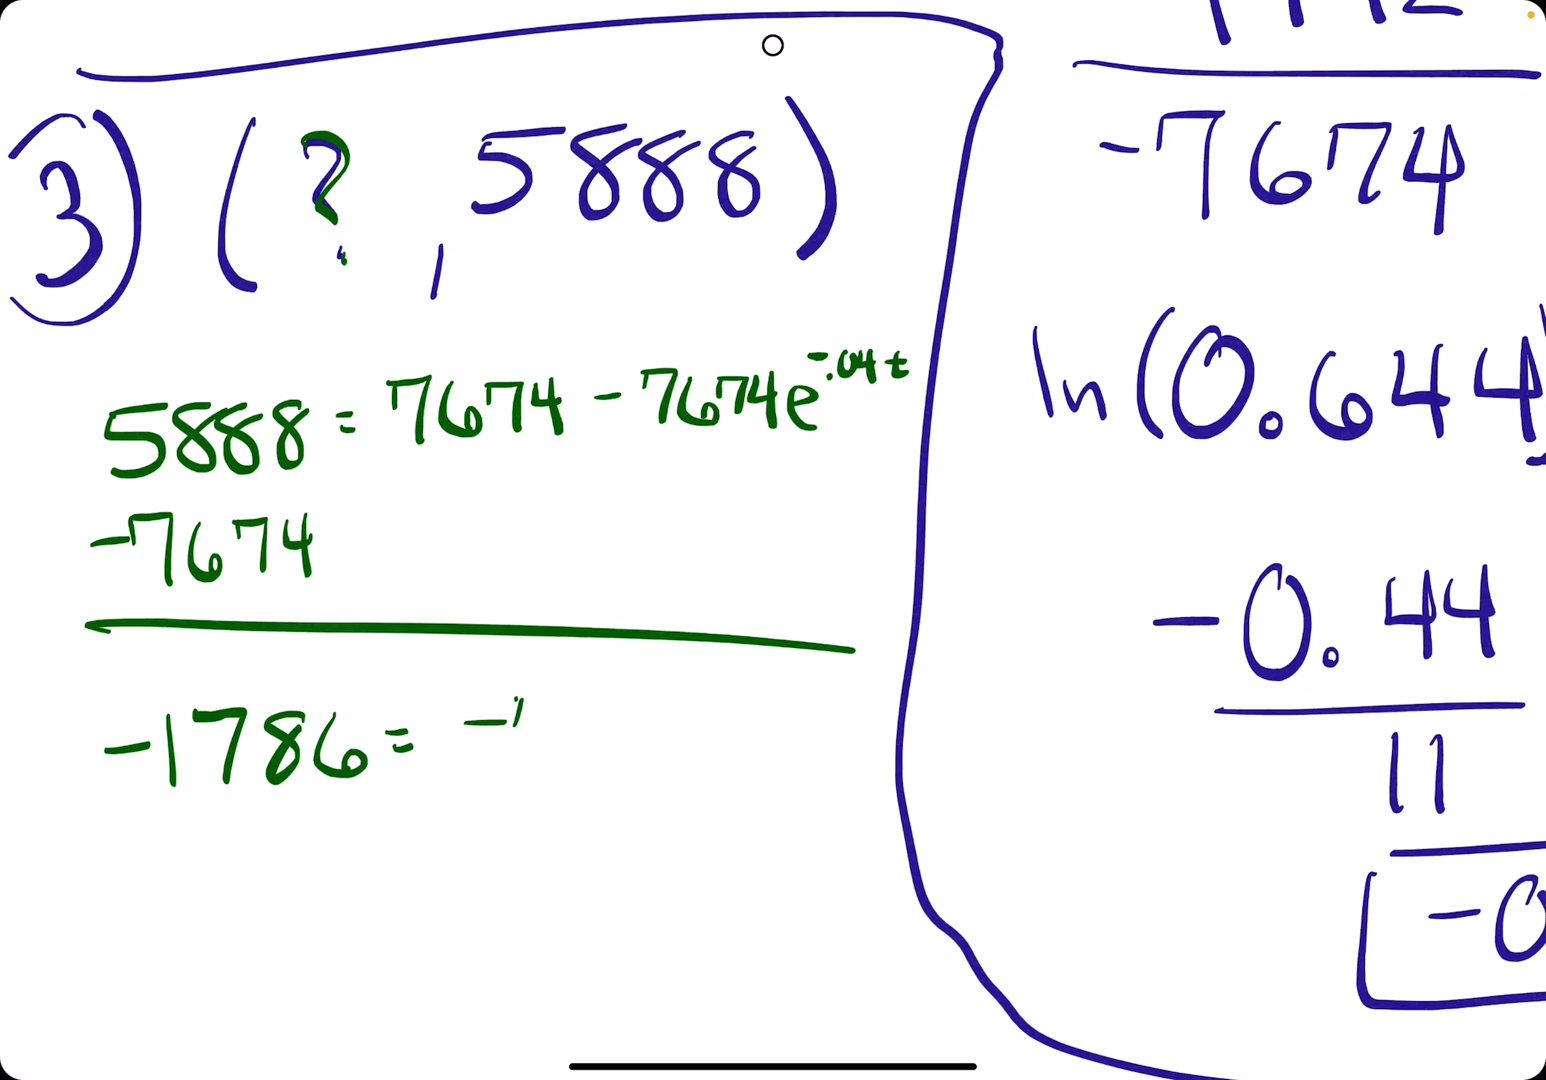 ③ (?, 5888)
5888 = 7674 - 7674e^-.04t
-7674
-1786 = -
-7674
ln(0.644)
-0.44
11
-0